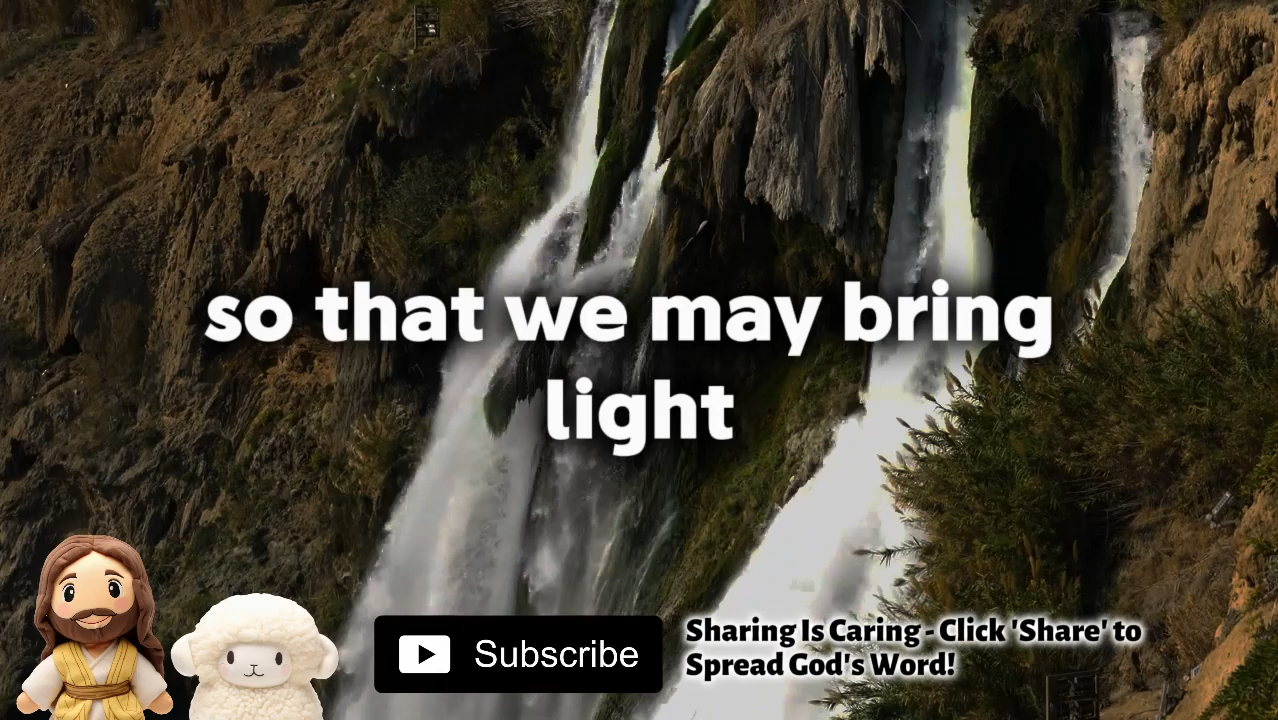 so that we may bring
light
Subscribe
Sharing Is Caring - Click 'Share' to
Spread God's Word!